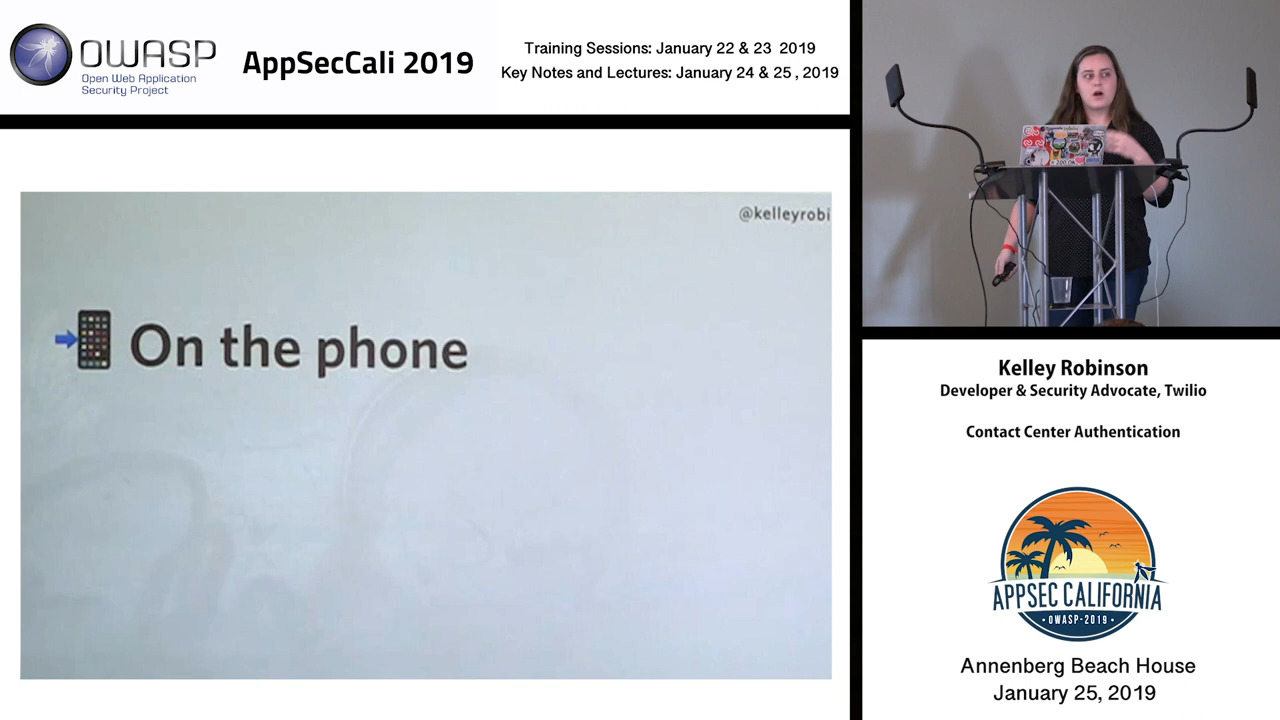 OWASP
Open Web Application
Security Project
AppSecCali 2019
Training Sessions: January 22 & 23 2019
Key Notes and Lectures: January 24 & 25 , 2019
@kelleyrobi
On the phone
Kelley Robinson
Developer & Security Advocate, Twilio
Contact Center Authentication
APPSEC CALIFORNIA
• OWASP-2019 •
Annenberg Beach House
January 25, 2019